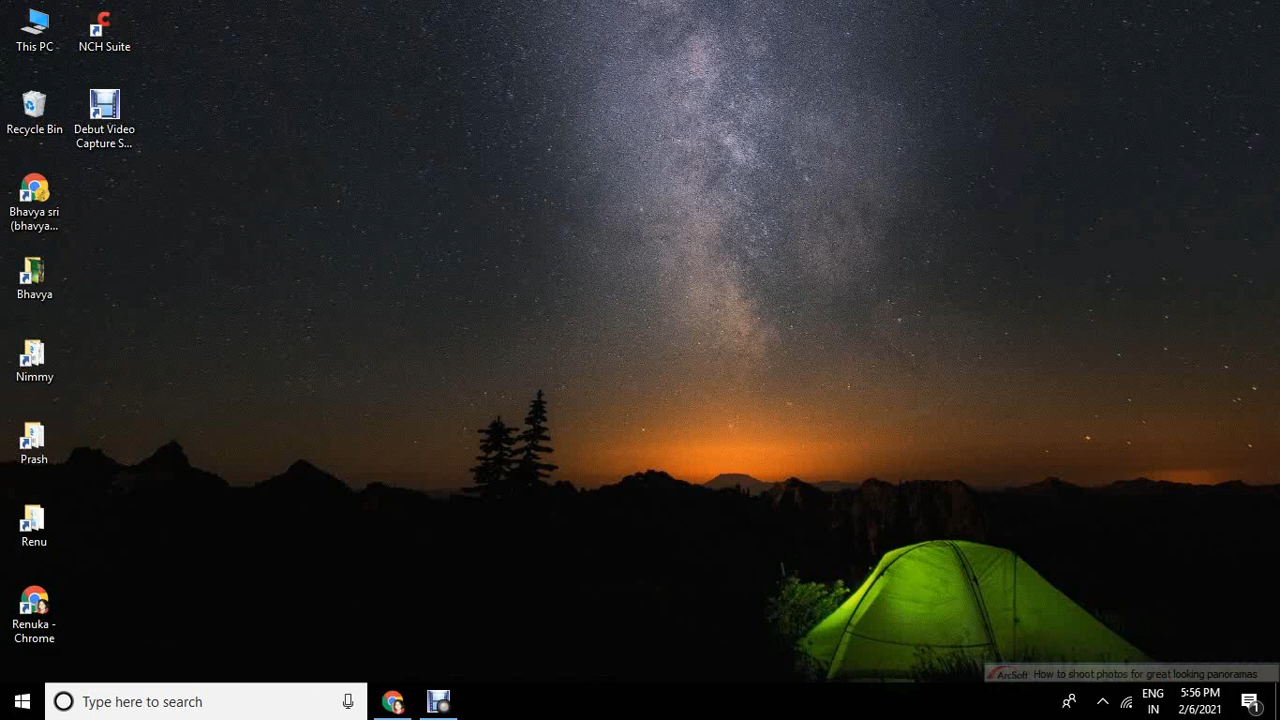 This PC
NCH Suite
Recycle Bin
Debut Video
Capture S...
Bhavya sri
(bhavya...
Bhavya
Nimmy
Prash
Renu
Renuka -
Chrome
ArcSoft How to shoot photos for great looking panoramas
Type here to search
ENG
IN
5:56 PM
2/6/2021
1